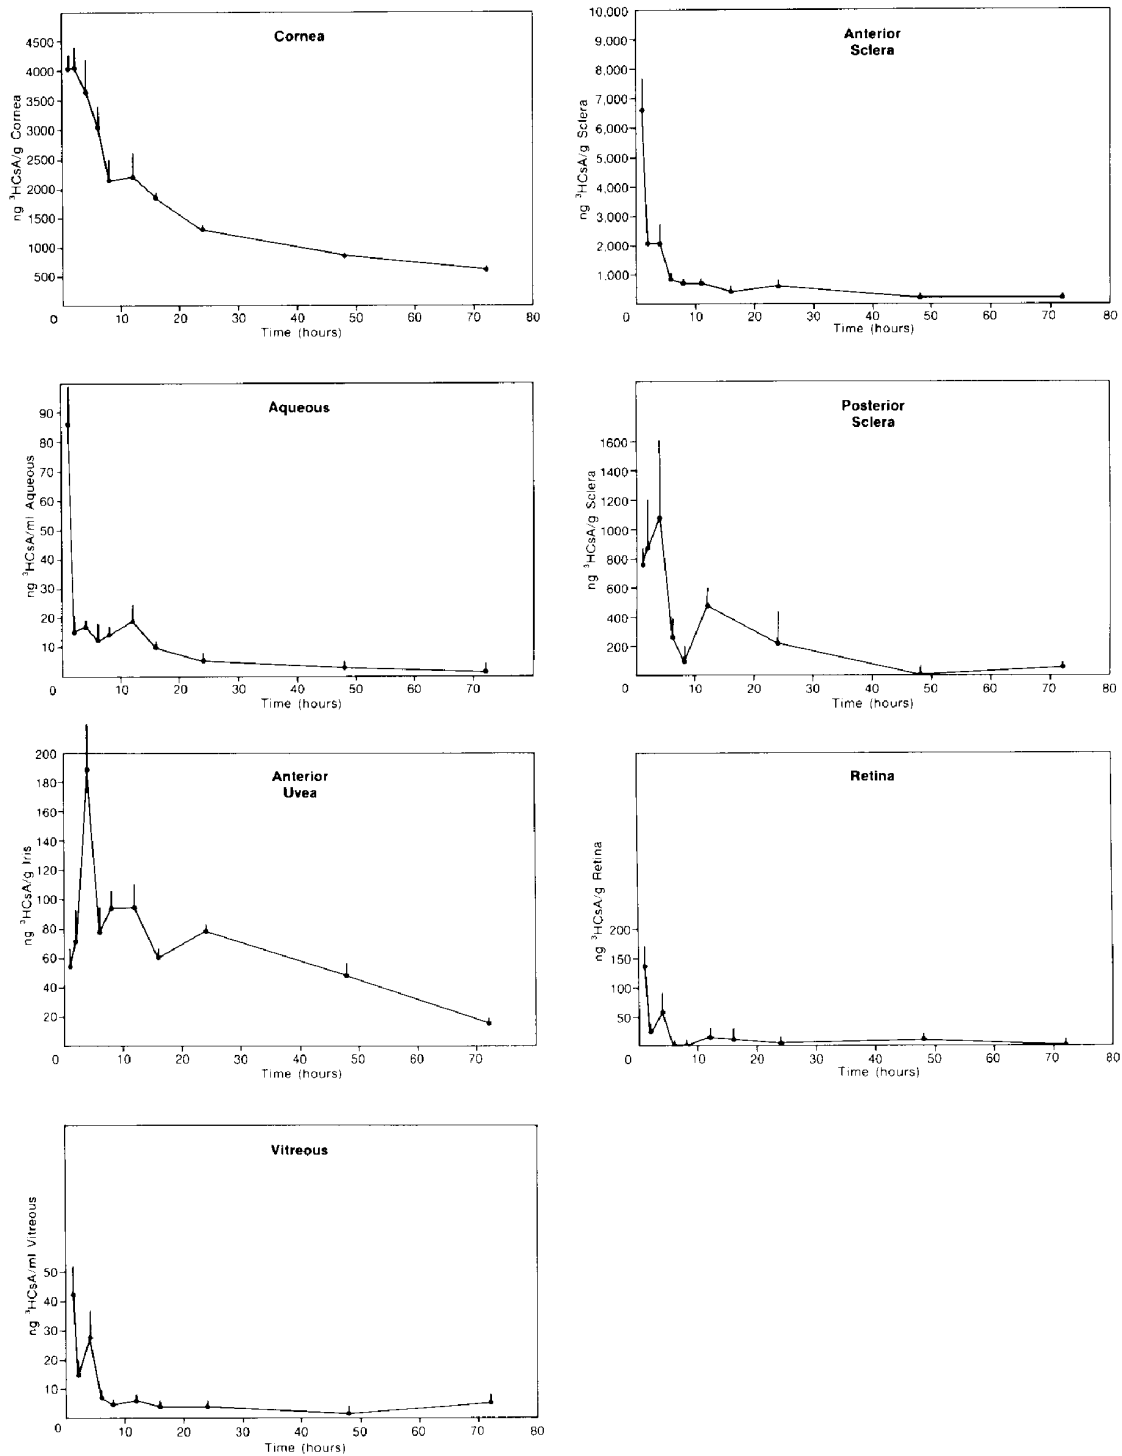 Cornea
ng ³HCsA/g Cornea
4500
4000
3500
3000
2500
2000
1500
1000
500
0
10 20 30 40 50 60 70 80
Time (hours)
Anterior
Sclera
ng ³HCsA/g Sclera
10,000
9,000
8,000
7,000
6,000
5,000
4,000
3,000
2,000
1,000
0 10 20 30 40 50 60 70 80
Time (hours)
Aqueous
ng ³HCsA/ml Aqueous
90
80
70
60
50
40
30
20
10
0 10 20 30 40 50 60 70
Time (hours)
Posterior
Sclera
ng ³HCsA/g Sclera
1600
1400
1200
1000
800
600
400
200
0 10 20 30 40 50 60 70 80
Time (hours)
Anterior
Uvea
ng ³HCsA/g Iris
200
180
160
140
120
100
80
60
40
20
0 10 20 30 40 50 60 70
Time (hours)
Retina
ng ³HCsA/g Retina
200
150
100
50
0 10 20 30 40 50 60 70 80
Time (hours)
Vitreous
ng ³HCsA/ml Vitreous
50
40
30
20
10
0 10 20 30 40 50 60 70 80
Time (hours)